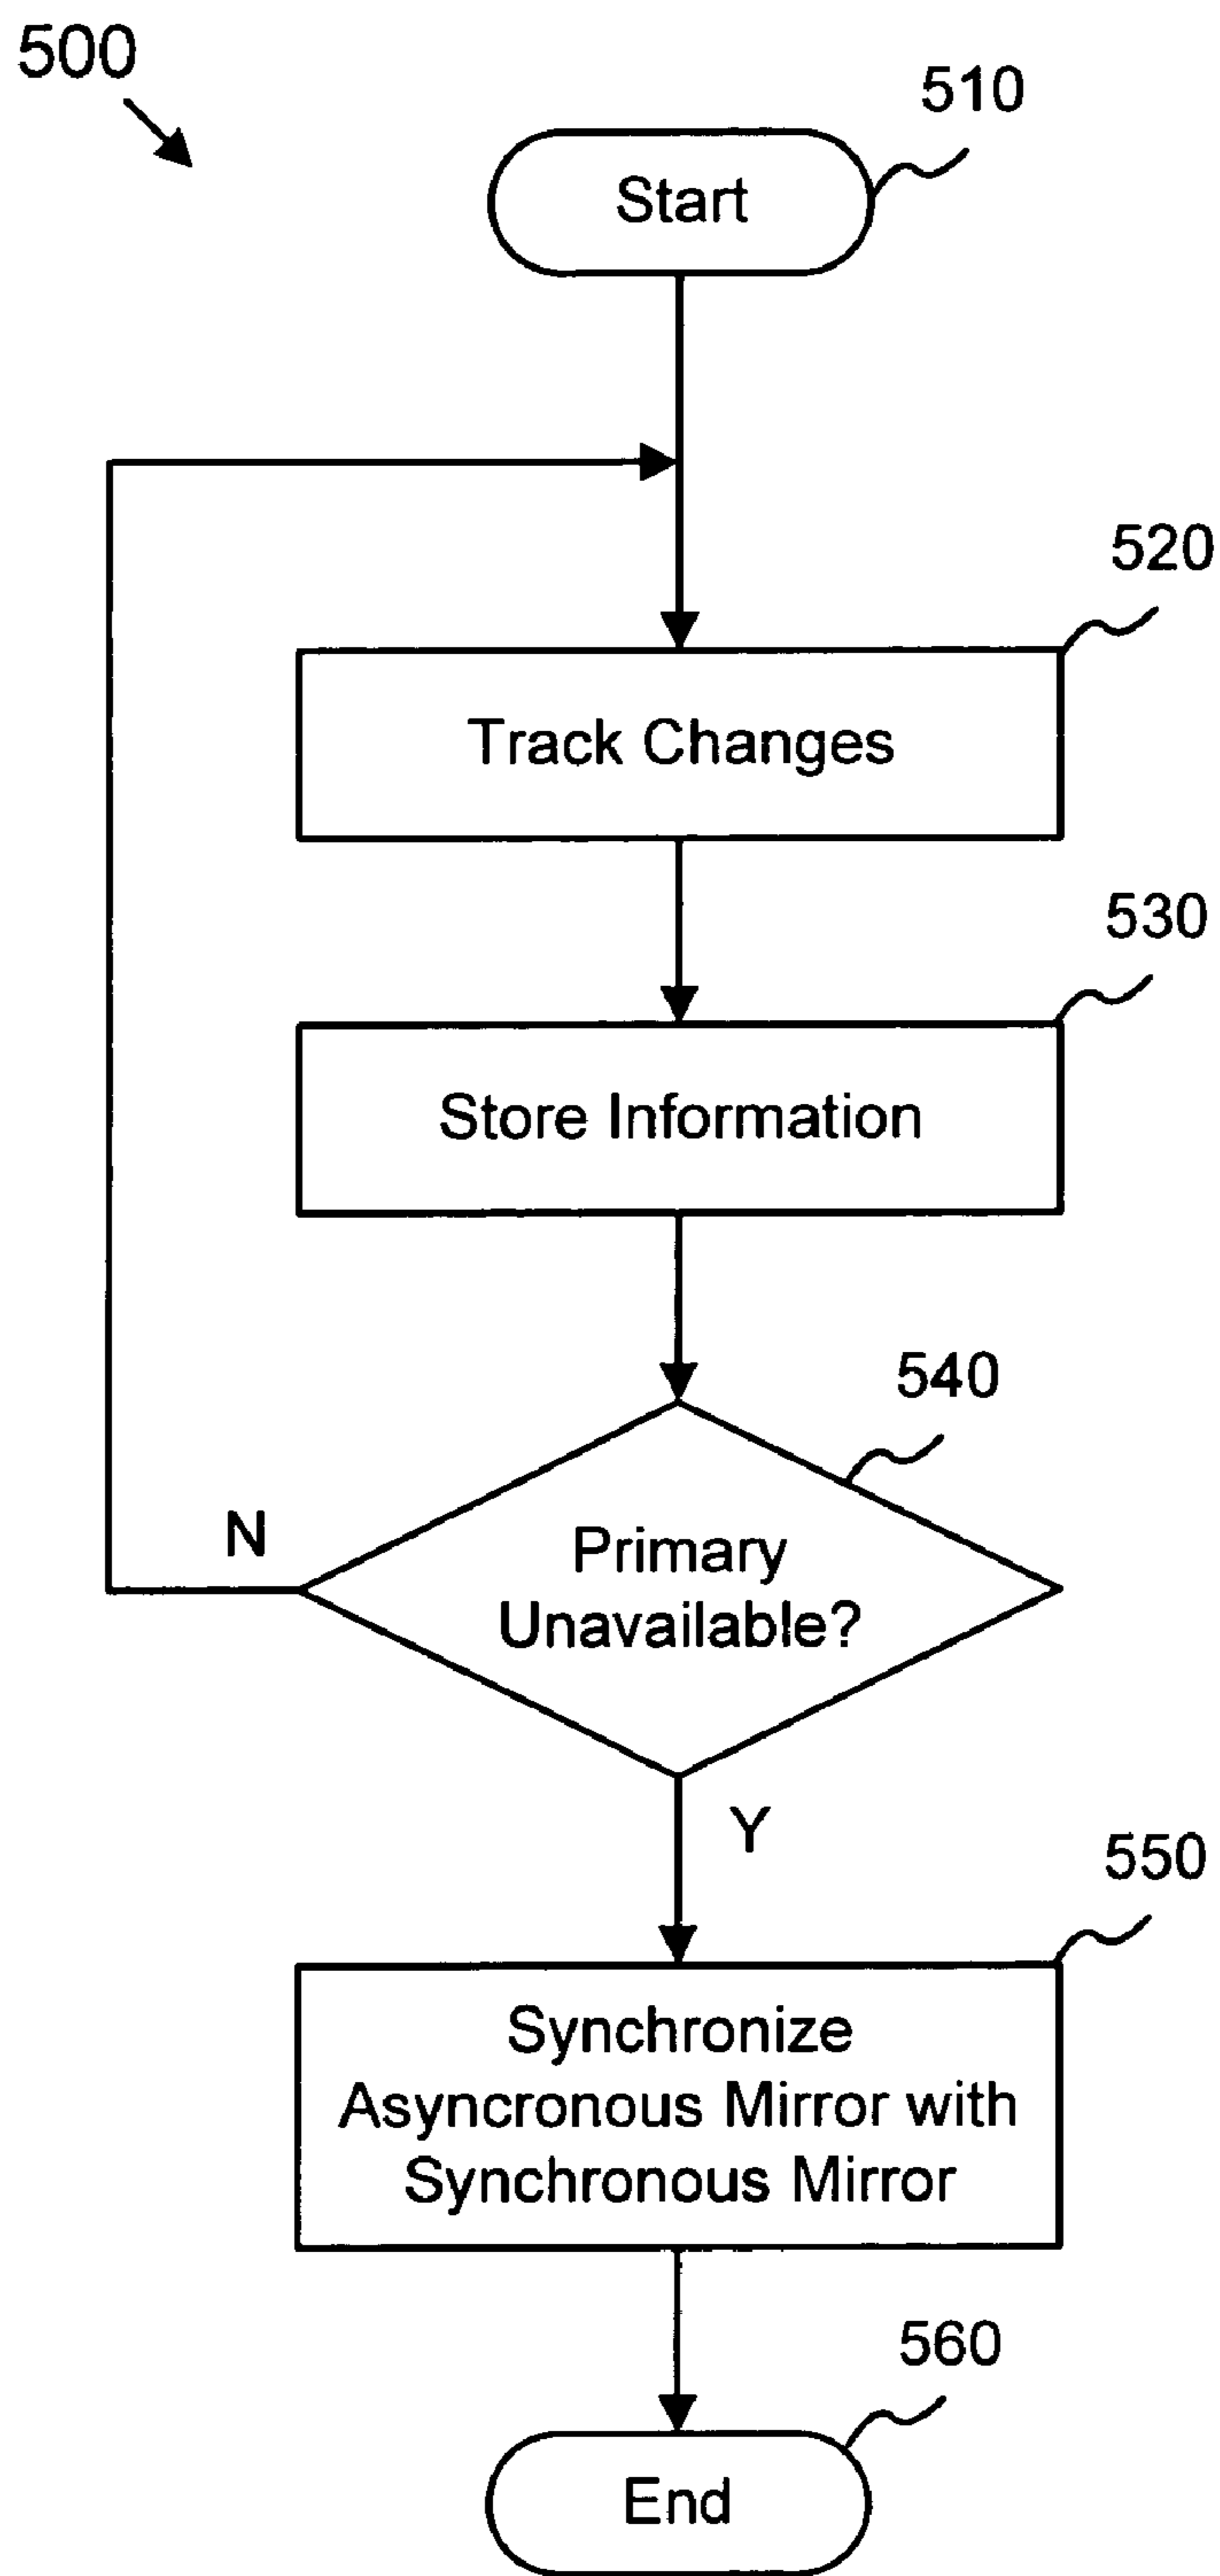 500
510
Start
520
Track Changes
530
Store Information
540
N
Primary
Unavailable?
Y
550
Synchronize
Asyncronous Mirror with
Synchronous Mirror
560
End